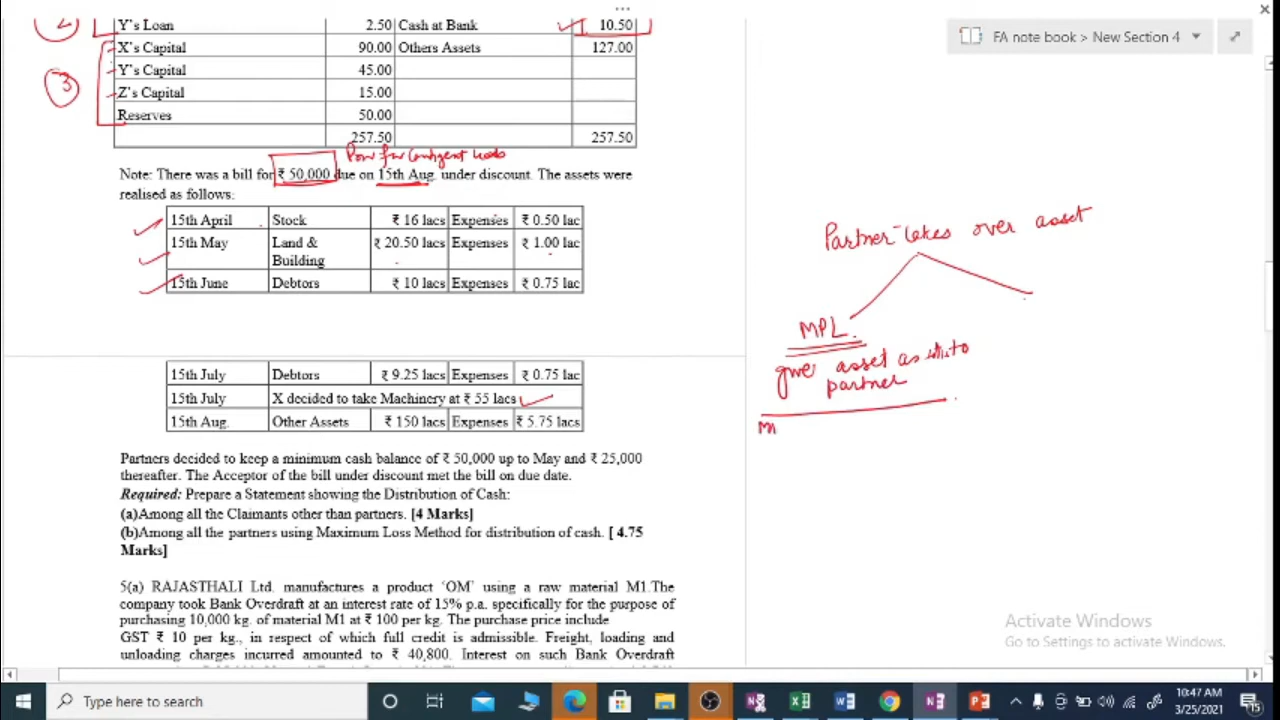 ...
FA note book > New Section 4
2
Y's Loan 2.50 Cash at Bank 10.50
X's Capital 90.00 Others Assets 127.00
3
Y's Capital 45.00
Z's Capital 15.00
Reserves 50.00
257.50 257.50
Note: There was a bill for ₹ 50,000 due on 15th Aug. under discount. The assets were
realised as follows:
15th April Stock ₹ 16 lacs Expenses ₹ 0.50 lac
15th May Land & ₹ 20.50 lacs Expenses ₹ 1.00 lac
Building
15th June Debtors ₹ 10 lacs Expenses ₹ 0.75 lac
Partner takes over asset
MPL.
give asset as to
partner
m
15th July Debtors ₹ 9.25 lacs Expenses ₹ 0.75 lac
15th July X decided to take Machinery at ₹ 55 lacs
15th Aug. Other Assets ₹ 150 lacs Expenses ₹ 5.75 lacs
Partners decided to keep a minimum cash balance of ₹ 50,000 up to May and ₹ 25,000
thereafter. The Acceptor of the bill under discount met the bill on due date.
Required: Prepare a Statement showing the Distribution of Cash:
(a)Among all the Claimants other than partners. [4 Marks]
(b)Among all the partners using Maximum Loss Method for distribution of cash. [ 4.75
Marks]
5(a) RAJASTHALI Ltd. manufactures a product 'OM' using a raw material M1.The
company took Bank Overdraft at an interest rate of 15% p.a. specifically for the purpose of
purchasing 10,000 kg. of material M1 at ₹ 100 per kg. The purchase price include
GST ₹ 10 per kg., in respect of which full credit is admissible. Freight, loading and
unloading charges incurred amounted to ₹ 40,800. Interest on such Bank Overdraft
Activate Windows
Go to Settings to activate Windows.
Type here to search
10:47 AM
3/25/2021
15